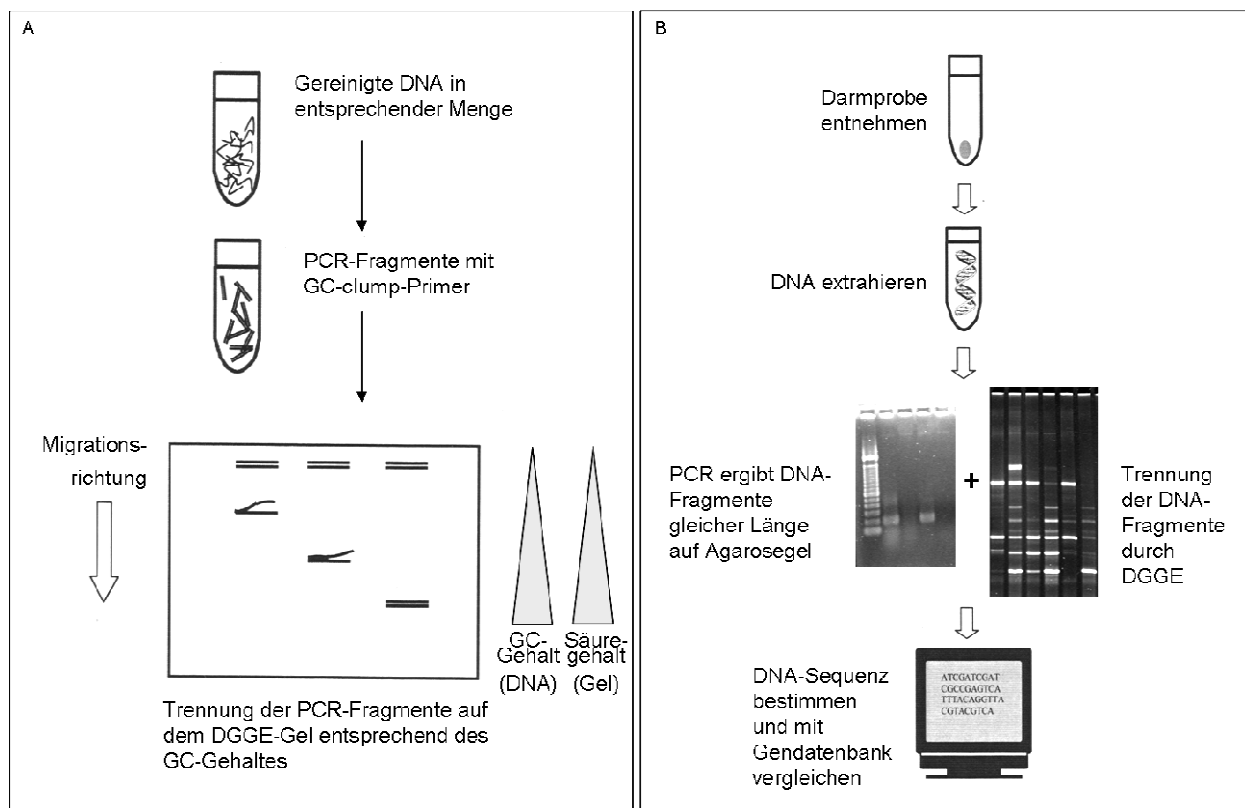 A
Gereinigte DNA in
entsprechender Menge
PCR-Fragmente mit
GC-clump-Primer
Migrations-
richtung
GC-
Gehalt
(DNA)
Säure-
gehalt
(Gel)
Trennung der PCR-Fragmente auf
dem DGGE-Gel entsprechend des
GC-Gehaltes
B
Darmprobe
entnehmen
DNA extrahieren
PCR ergibt DNA-
Fragmente
gleicher Länge
auf Agarosegel
+
Trennung
der DNA-
Fragmente
durch
DGGE
DNA-Sequenz
bestimmen
und mit
Gendatenbank
vergleichen
ATCGATCGAT
CGCCGAGTCA
TTTACAGGTTA
CGTACGTCA